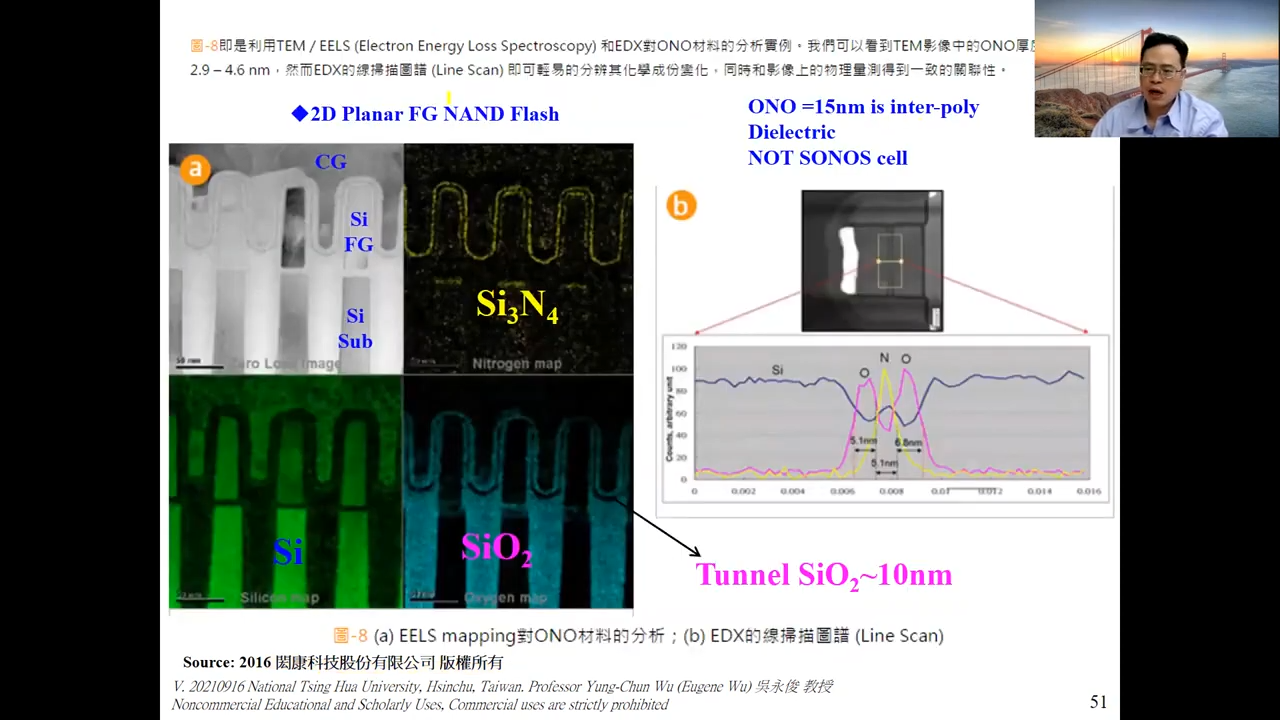 圖-8即是利用TEM / EELS (Electron Energy Loss Spectroscopy) 和EDX對ONO材料的分析實例。我們可以看到TEM影像中的ONO厚
2.9 – 4.6 nm，然而EDX的線掃描圖譜 (Line Scan) 即可輕易的分辨其化學成份變化，同時和影像上的物理量測得到一致的關聯性。
◆2D Planar FG NAND Flash
ONO =15nm is inter-poly
Dielectric
NOT SONOS cell
a
CG
Si
FG
Si
Sub
50 nm
Zero Loss Image
Si3N4
Nitrogen map
Si
Silicon map
SiO2
Oxygen map
b
Counts, arbitrary unit
120
100
80
60
40
20
0
Si
O
N
O
5.1nm
6.8nm
5.1nm
0
0.002
0.004
0.006
0.008
0.01
0.012
0.014
0.016
Tunnel SiO2~10nm
圖-8 (a) EELS mapping對ONO材料的分析；(b) EDX的線掃描圖譜 (Line Scan)
Source: 2016 閎康科技股份有限公司 版權所有
V. 20210916 National Tsing Hua University, Hsinchu, Taiwan. Professor Yung-Chun Wu (Eugene Wu) 吳永俊 教授
Noncommercial Educational and Scholarly Uses, Commercial uses are strictly prohibited
51